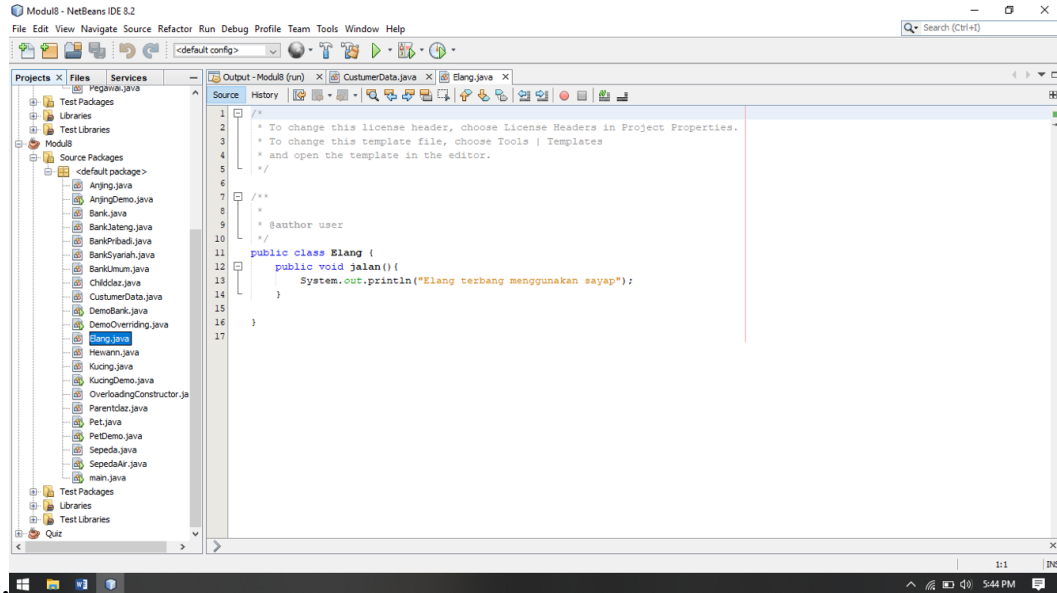 Modul8 - NetBeans IDE 8.2
File Edit View Navigate Source Refactor Run Debug Profile Team Tools Window Help
Search (Ctrl+I)
<default config>
Projects Files Services
Output - Modul8 (run) CustumerData.java Elang.java
Source History
Pegawai.java
Test Packages
Libraries
Test Libraries
Modul8
Source Packages
<default package>
Anjing.java
AnjingDemo.java
Bank.java
BankJateng.java
BankPribadi.java
BankSyariah.java
BankUmum.java
Childclaz.java
CustumerData.java
DemoBank.java
DemoOverriding.java
Elang.java
Hewann.java
Kucing.java
KucingDemo.java
OverloadingConstructor.ja
Parentclaz.java
Pet.java
PetDemo.java
Sepeda.java
SepedaAir.java
main.java
Test Packages
Libraries
Test Libraries
Quiz
1 /*
2 * To change this license header, choose License Headers in Project Properties.
3 * To change this template file, choose Tools | Templates
4 * and open the template in the editor.
5 */
6
7 /**
8 *
9 * @author user
10 */
11 public class Elang {
12 public void jalan(){
13 System.out.println("Elang terbang menggunakan sayap");
14 }
15
16 }
17
1:1 INS
5:44 PM